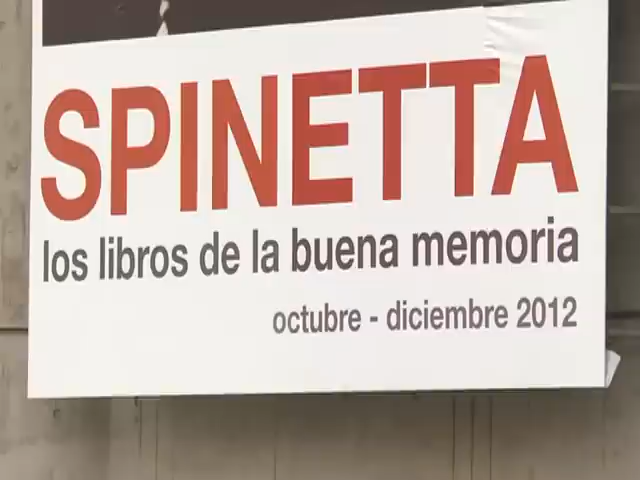 SPINETTA
los libros de la buena memoria
octubre - diciembre 2012